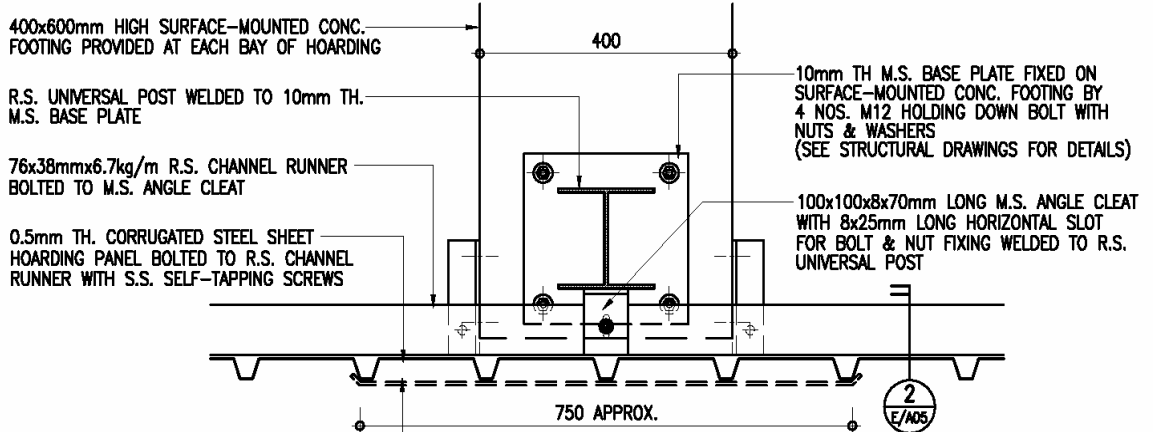 400x600mm HIGH SURFACE-MOUNTED CONC.
FOOTING PROVIDED AT EACH BAY OF HOARDING
R.S. UNIVERSAL POST WELDED TO 10mm TH.
M.S. BASE PLATE
76x38mmx6.7kg/m R.S. CHANNEL RUNNER
BOLTED TO M.S. ANGLE CLEAT
0.5mm TH. CORRUGATED STEEL SHEET
HOARDING PANEL BOLTED TO R.S. CHANNEL
RUNNER WITH S.S. SELF-TAPPING SCREWS
400
10mm TH M.S. BASE PLATE FIXED ON
SURFACE-MOUNTED CONC. FOOTING BY
4 NOS. M12 HOLDING DOWN BOLT WITH
NUTS & WASHERS
(SEE STRUCTURAL DRAWINGS FOR DETAILS)
100x100x8x70mm LONG M.S. ANGLE CLEAT
WITH 8x25mm LONG HORIZONTAL SLOT
FOR BOLT & NUT FIXING WELDED TO R.S.
UNIVERSAL POST
750 APPROX.
2
E/A05